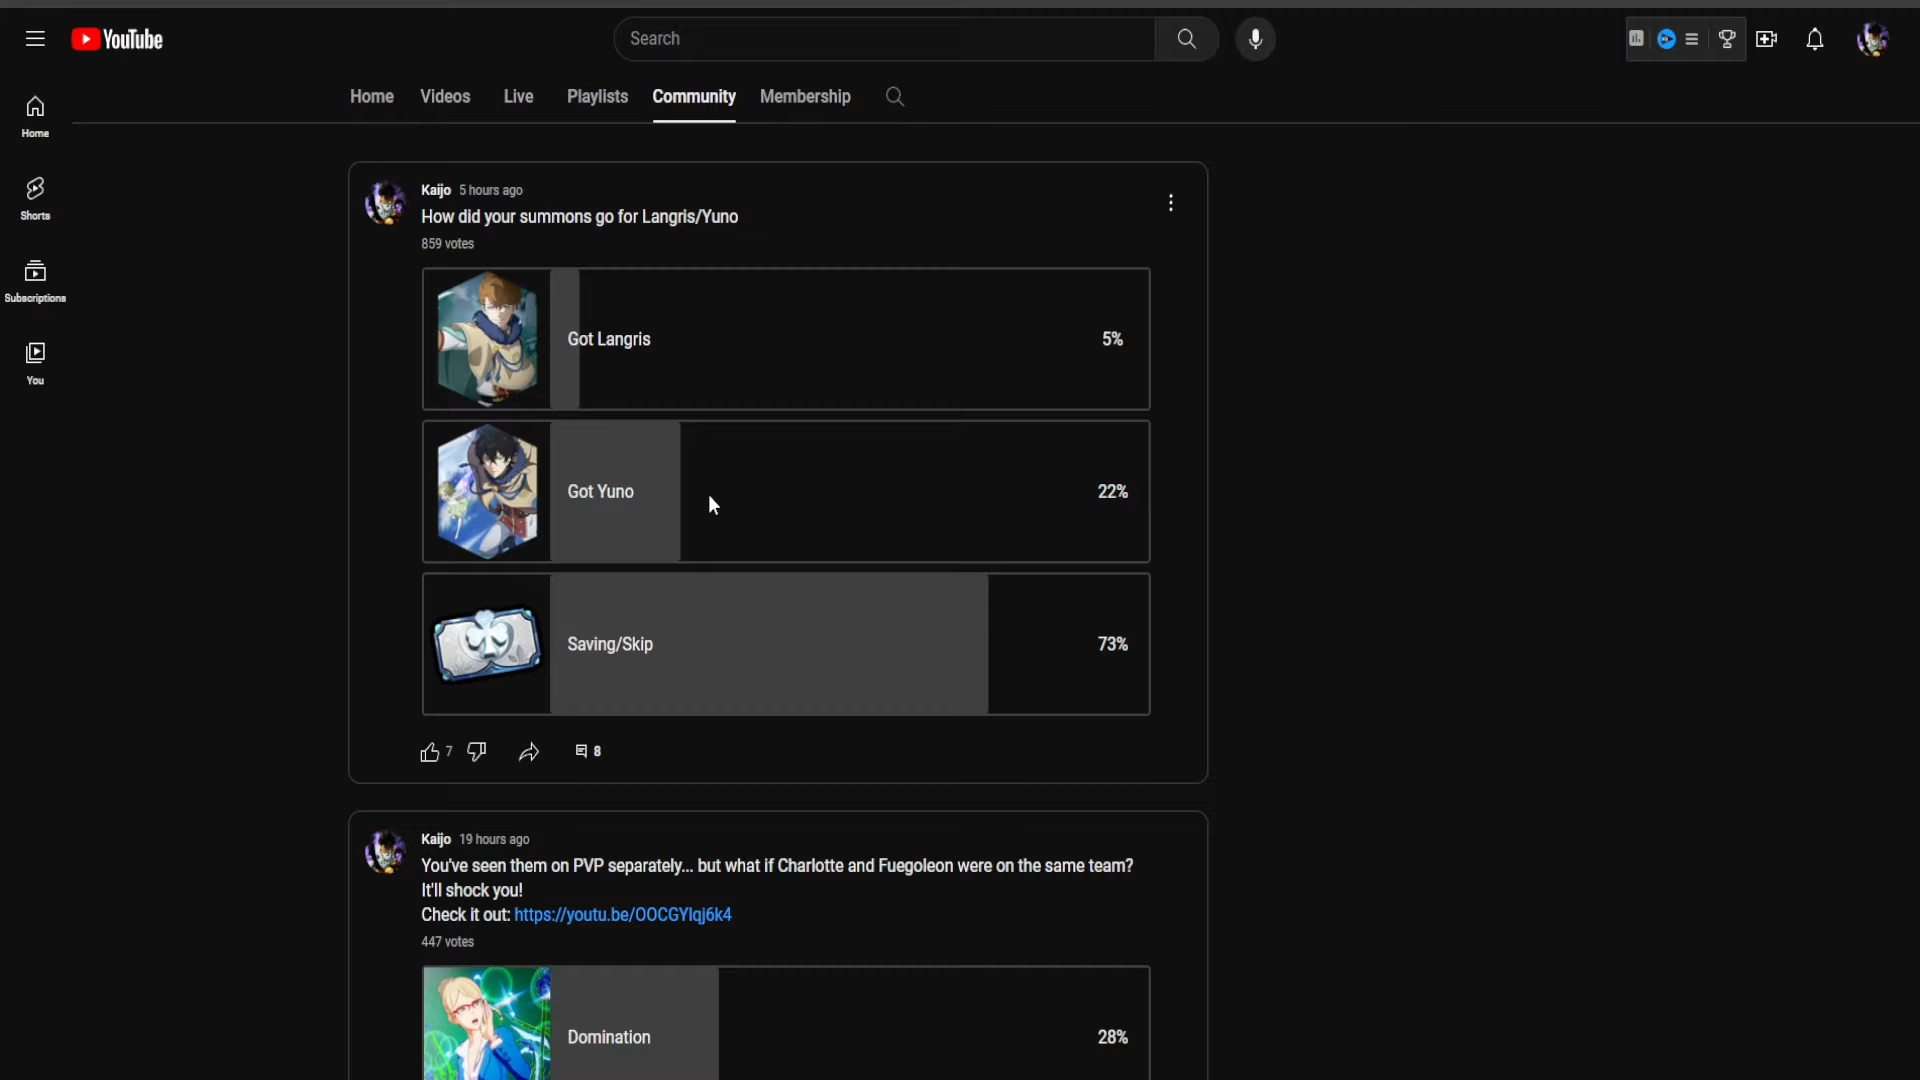 YouTube
Search
Home
Videos
Live
Playlists
Community
Membership
Home
Shorts
Subscriptions
You
Kaijo 5 hours ago
How did your summons go for Langris/Yuno
859 votes
Got Langris
5%
Got Yuno
22%
Saving/Skip
73%
7
8
Kaijo 19 hours ago
You've seen them on PVP separately... but what if Charlotte and Fuegoleon were on the same team?
It'll shock you!
Check it out: https://youtu.be/OOCGYlqj6k4
447 votes
Domination
28%